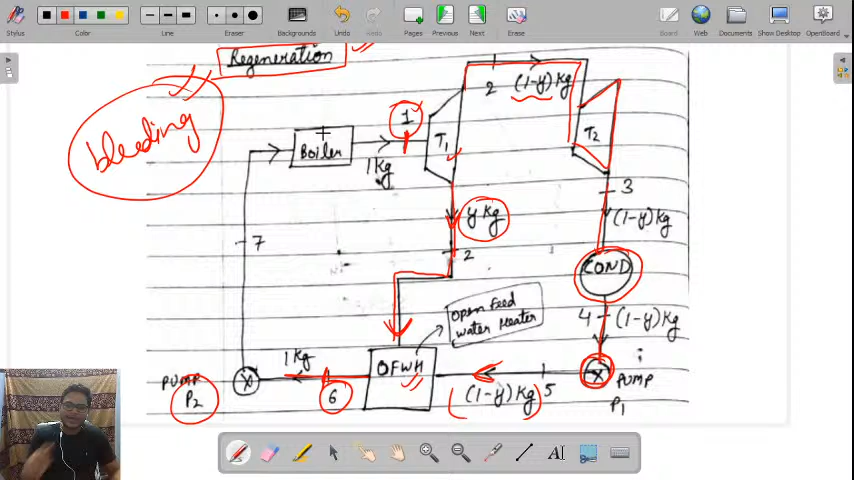 Stylus
Color
Line
Eraser
Backgrounds
Undo
Redo
Pages
Previous
Next
Erase
Board
Web
Documents
Show Desktop
OpenBoard
Regeneration
bleeding
1
2
(1-y)Kg
Boiler
1Kg
T1
T2
y Kg
3
(1-y)Kg
7
2
COND
Open feed
water Heater
4
(1-y)Kg
1Kg
OFWH
PUMP
P2
6
(1-y)Kg
5
PUMP
P1